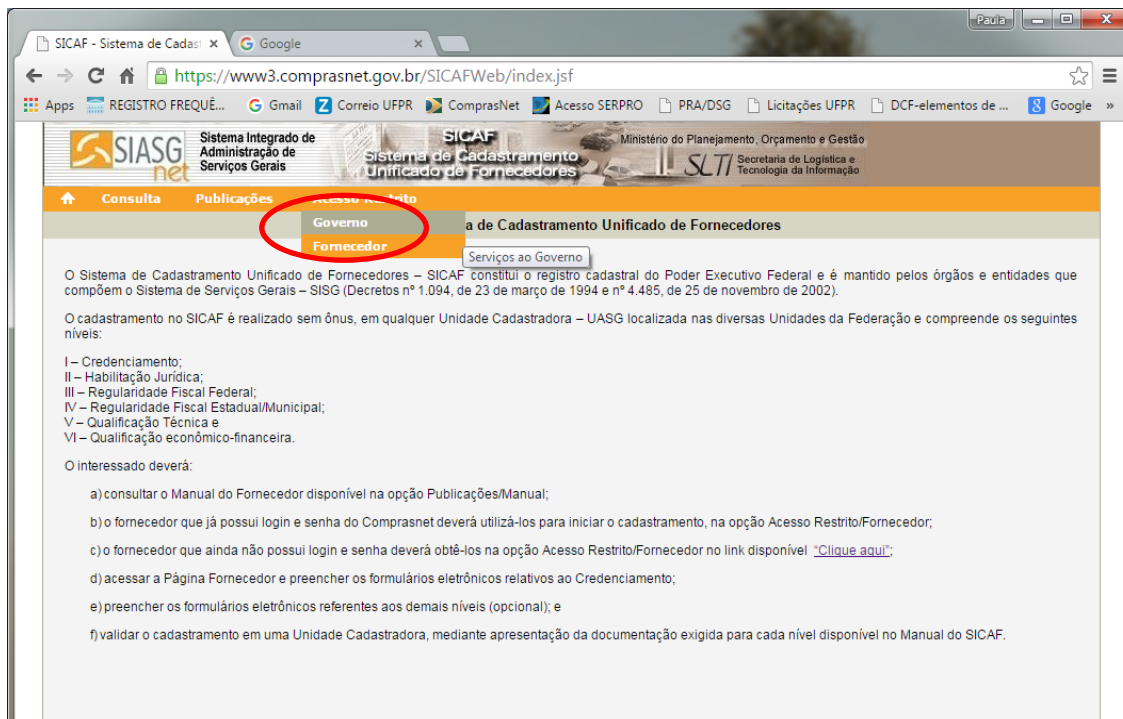 Paula
SICAF - Sistema de Cadast
Google
https://www3.comprasnet.gov.br/SICAFWeb/index.jsf
Apps REGISTRO FREQUÊ... Gmail Correio UFPR ComprasNet Acesso SERPRO PRA/DSG Licitações UFPR DCF-elementos de ... Google »
SIASG
net
Sistema Integrado de
Administração de
Serviços Gerais
SICAF
Sistema de Cadastramento
Unificado de Fornecedores
Ministério do Planejamento, Orçamento e Gestão
SLTI
Secretaria de Logística e
Tecnologia da Informação
Consulta Publicações Acesso Restrito
Governo
a de Cadastramento Unificado de Fornecedores
Fornecedor
Serviços ao Governo
O Sistema de Cadastramento Unificado de Fornecedores – SICAF constitui o registro cadastral do Poder Executivo Federal e é mantido pelos órgãos e entidades que
compõem o Sistema de Serviços Gerais – SISG (Decretos nº 1.094, de 23 de março de 1994 e nº 4.485, de 25 de novembro de 2002).
O cadastramento no SICAF é realizado sem ônus, em qualquer Unidade Cadastradora – UASG localizada nas diversas Unidades da Federação e compreende os seguintes
níveis:
I – Credenciamento;
II – Habilitação Jurídica;
III – Regularidade Fiscal Federal;
IV – Regularidade Fiscal Estadual/Municipal;
V – Qualificação Técnica e
VI – Qualificação econômico-financeira.
O interessado deverá:
a) consultar o Manual do Fornecedor disponível na opção Publicações/Manual;
b) o fornecedor que já possui login e senha do Comprasnet deverá utilizá-los para iniciar o cadastramento, na opção Acesso Restrito/Fornecedor;
c) o fornecedor que ainda não possui login e senha deverá obtê-los na opção Acesso Restrito/Fornecedor no link disponível "Clique aqui";
d) acessar a Página Fornecedor e preencher os formulários eletrônicos relativos ao Credenciamento;
e) preencher os formulários eletrônicos referentes aos demais níveis (opcional); e
f) validar o cadastramento em uma Unidade Cadastradora, mediante apresentação da documentação exigida para cada nível disponível no Manual do SICAF.